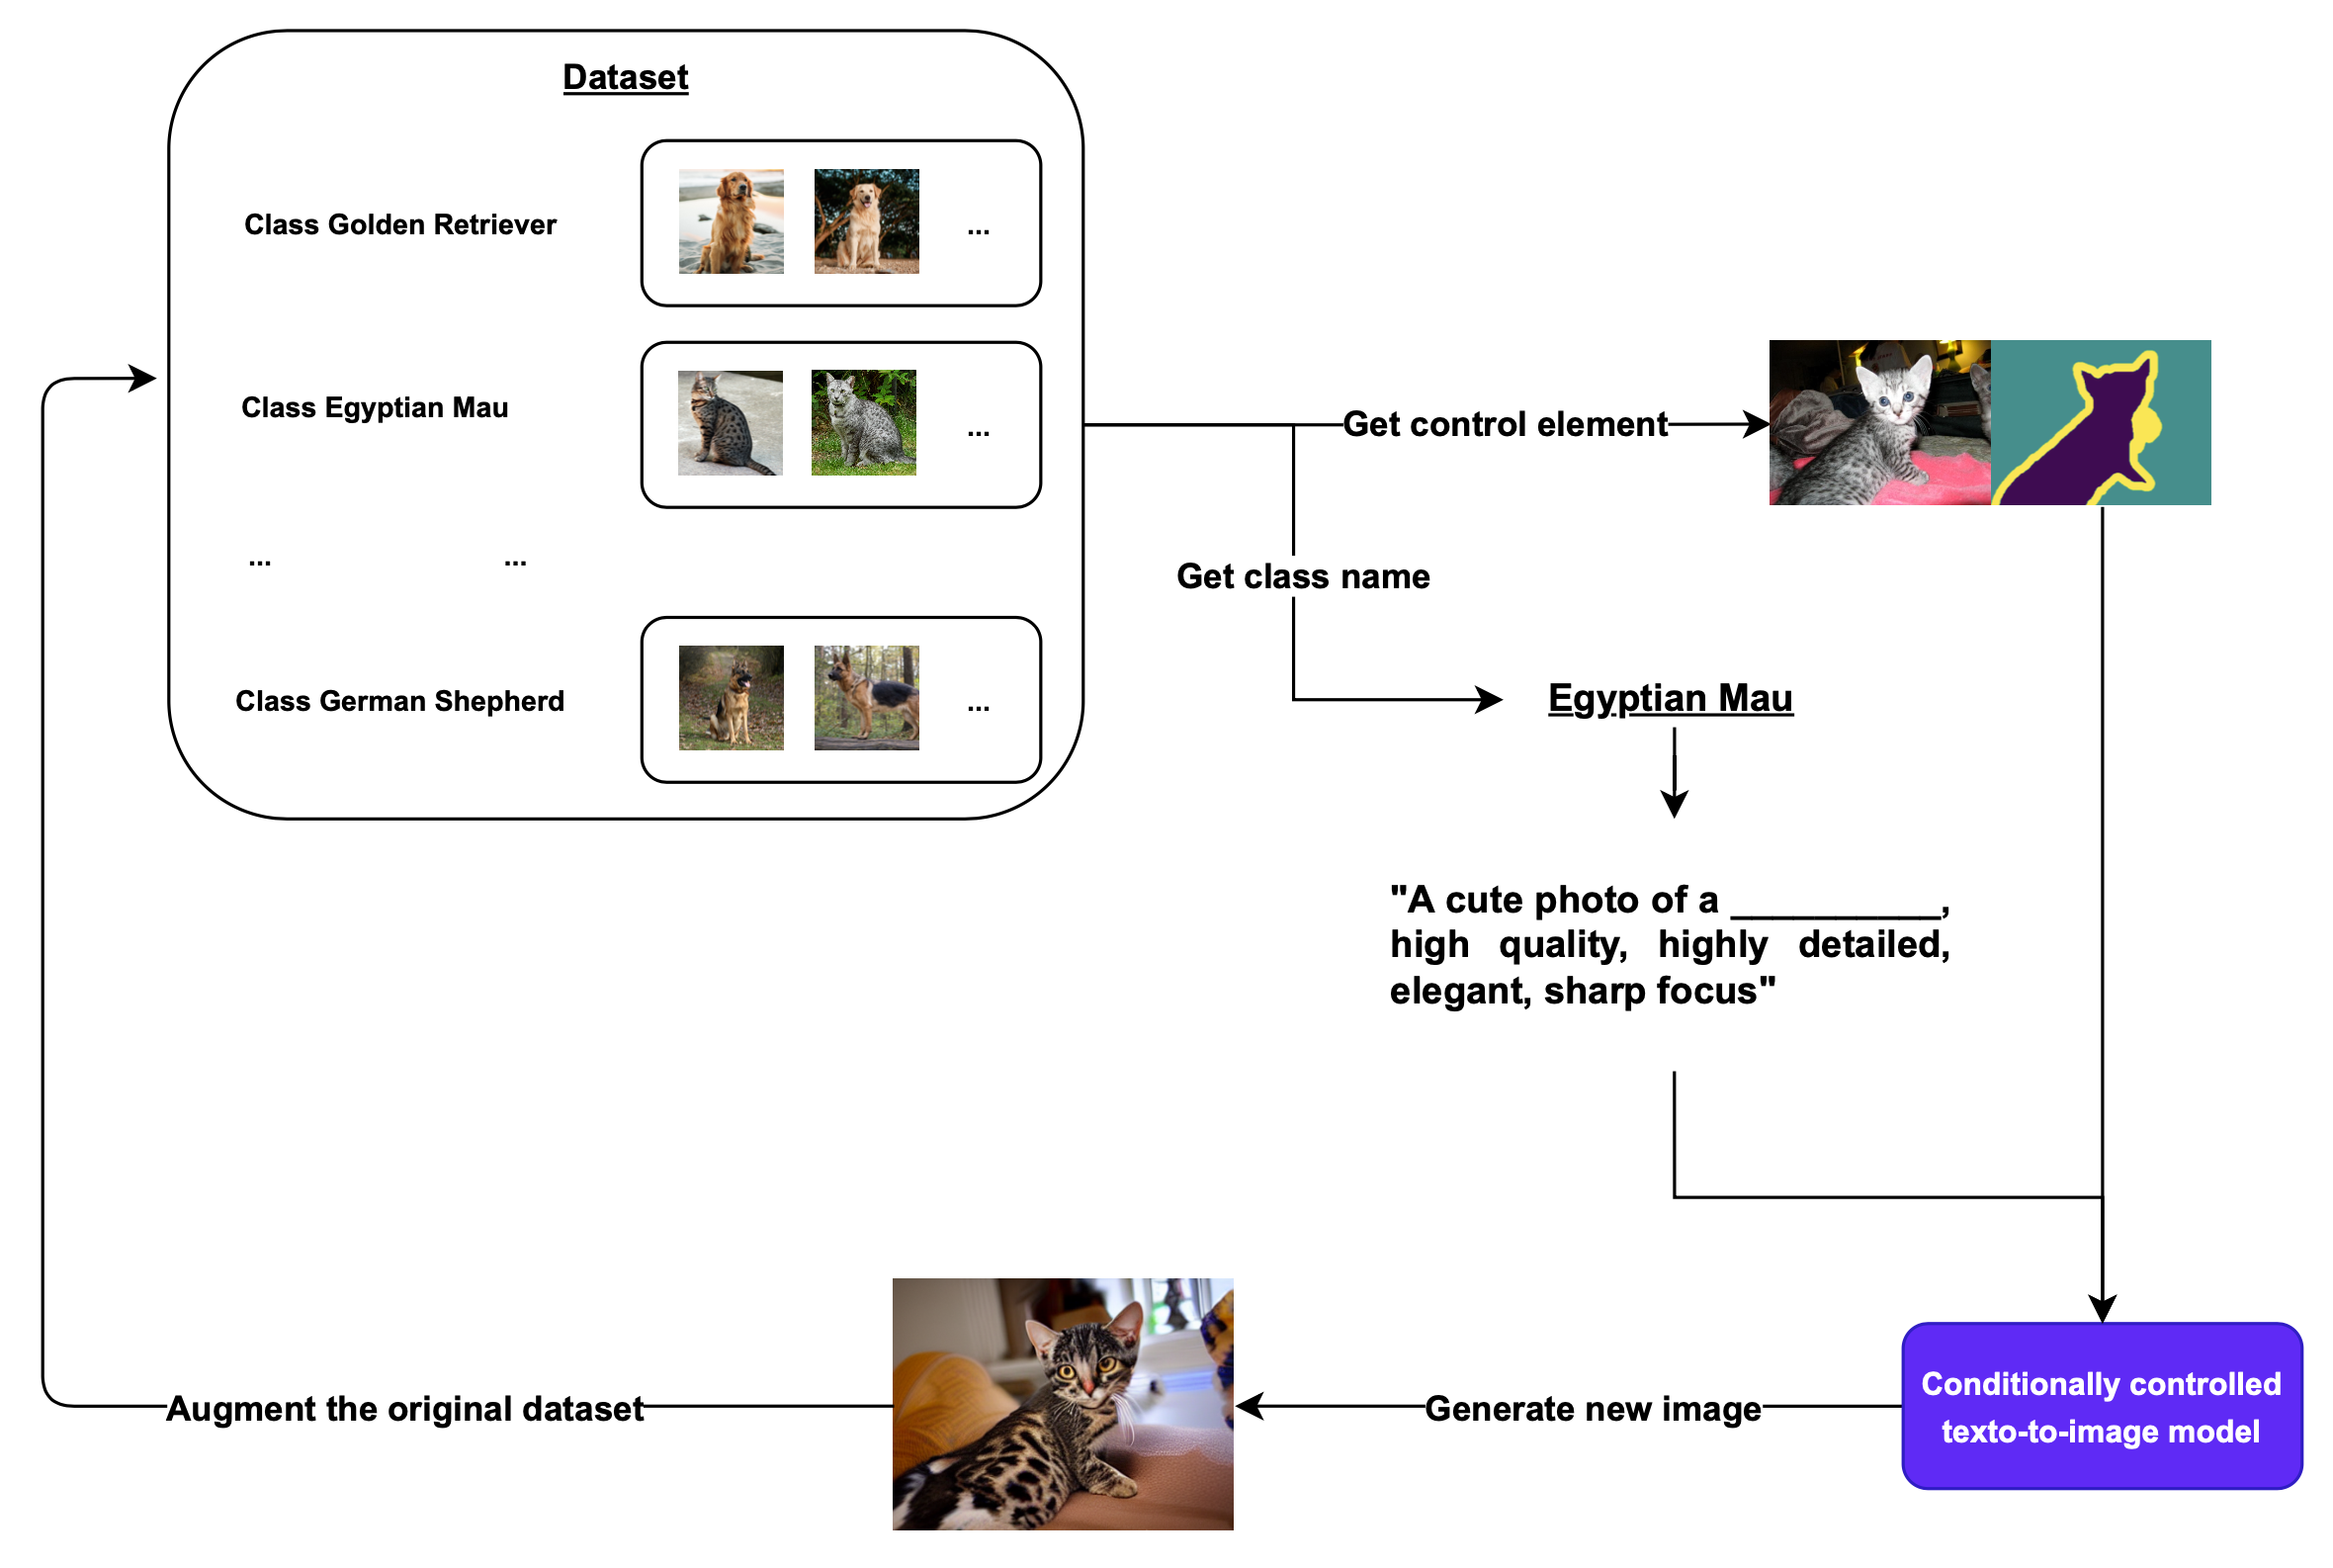 Dataset
Class Golden Retriever
...
Class Egyptian Mau
...
... ...
Class German Shepherd
...
Get control element
Get class name
Egyptian Mau
"A cute photo of a __________,
high quality, highly detailed,
elegant, sharp focus"
Conditionally controlled
texto-to-image model
Generate new image
Augment the original dataset